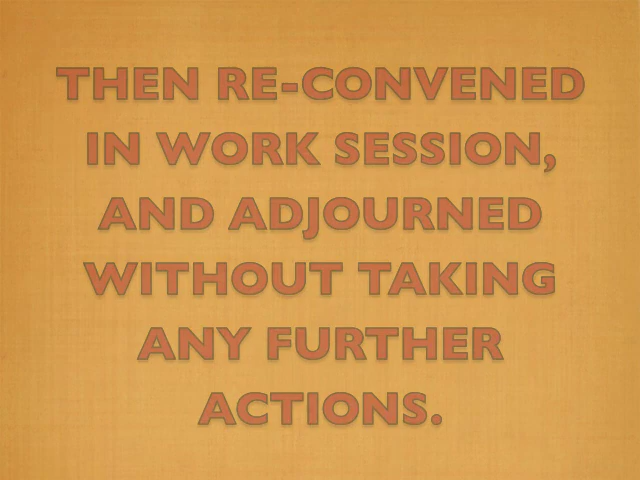 THEN RE-CONVENED
IN WORK SESSION,
AND ADJOURNED
WITHOUT TAKING
ANY FURTHER
ACTIONS.